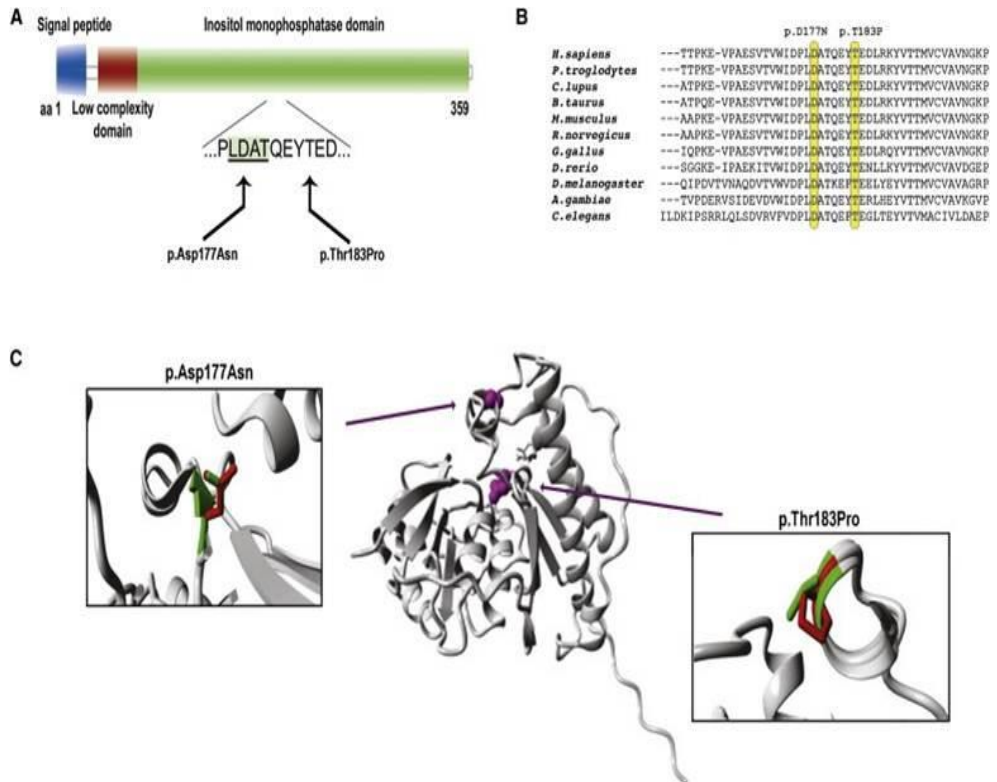 A
Signal peptide
Inositol monophosphatase domain
aa 1
Low complexity
domain
359
...PLDATQEYTED...
p.Asp177Asn
p.Thr183Pro
B
p.D177N p.T183P
H.sapiens ---TTPKE-VPAESVTVWIDPLDATQEYTEDLRKYVTTMVCVAVNGKP
P.troglodytes ---TTPKE-VPAESVTVWIDPLDATQEYTEDLRKYVTTMVCVAVNGKP
C.lupus ---ATPKE-VPAESVTVWIDPLDATQEYTEDLRKYVTTMVCVAVNGKP
B.taurus ---ATPQE-VPAESVTVWIDPLDATQEYTEDLRKYVTTMVCVAVNGKP
M.musculus ---AAPKE-VPAESVTVWIDPLDATQEYTEDLRKYVTTMVCVAVNGKP
R.norvegicus ---AAPKE-VPAESVTVWIDPLDATQEYTEDLRKYVTTMVCVAVNGKP
G.gallus ---IQPKE-VPAESVTVWIDPLDATQEYTEDLRQYVTTMVCVAVNGKP
D.rerio ---SGGKE-IPAEKITVWIDPLDATQEYTENLLKYVTTMVCVAVDGEP
D.melanogaster ---QIPDVTVNAQDVTVWVDPLDATKEFTEELYEYVTTMVCVAVAGRP
A.gambiae ---TVPDERVSIDEVDVWIDPLDATQEYTERLHEYVTTMVCVAVKGVP
C.elegans ILDKIPSRRLQLSDVRVFVDPLDATQEFTEGLTEYVTVMACIVLDAEP
C
p.Asp177Asn
p.Thr183Pro